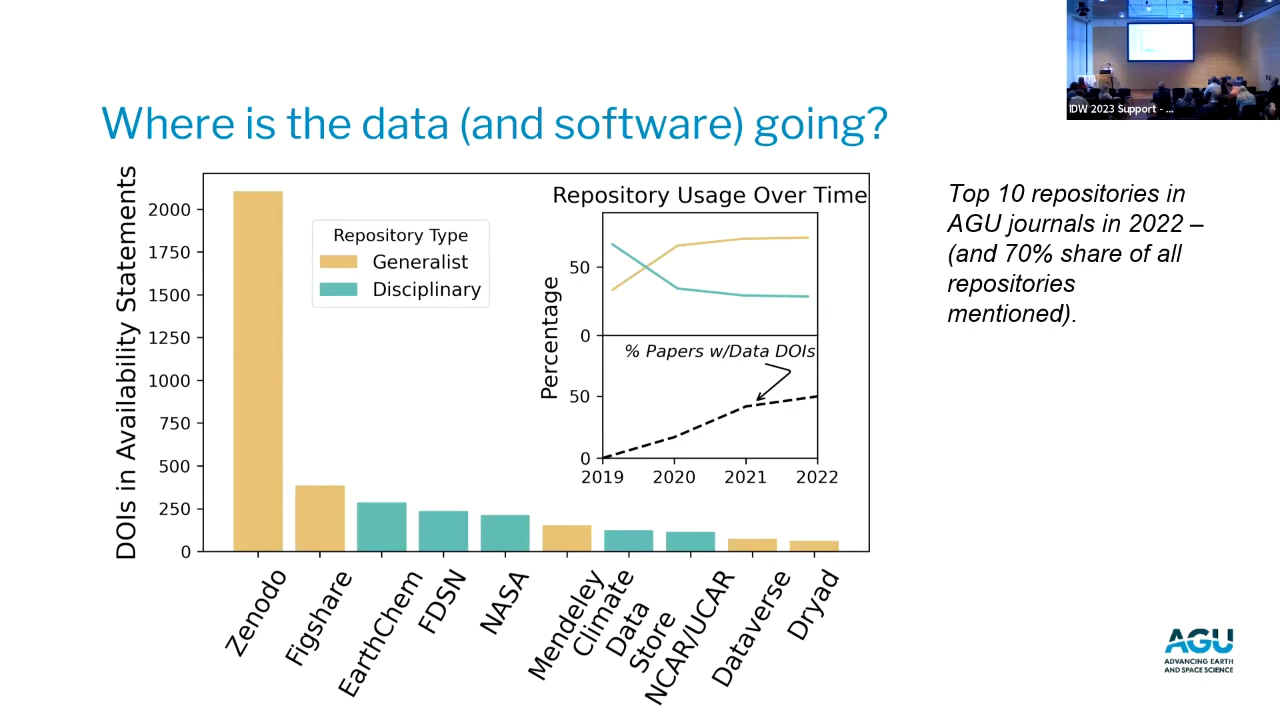 IDW 2023 Support - ...
Where is the data (and software) going?
DOIs in Availability Statements
2000
1750
1500
1250
1000
750
500
250
0
Repository Type
Generalist
Disciplinary
Repository Usage Over Time
Percentage
50
0
% Papers w/Data DOIs
50
0
2019 2020 2021 2022
Zenodo
Figshare
EarthChem
FDSN
NASA
Mendeley
Climate
Data
Store
NCAR/UCAR
Dataverse
Dryad
Top 10 repositories in
AGU journals in 2022 –
(and 70% share of all
repositories
mentioned).
AGU
ADVANCING EARTH
AND SPACE SCIENCE